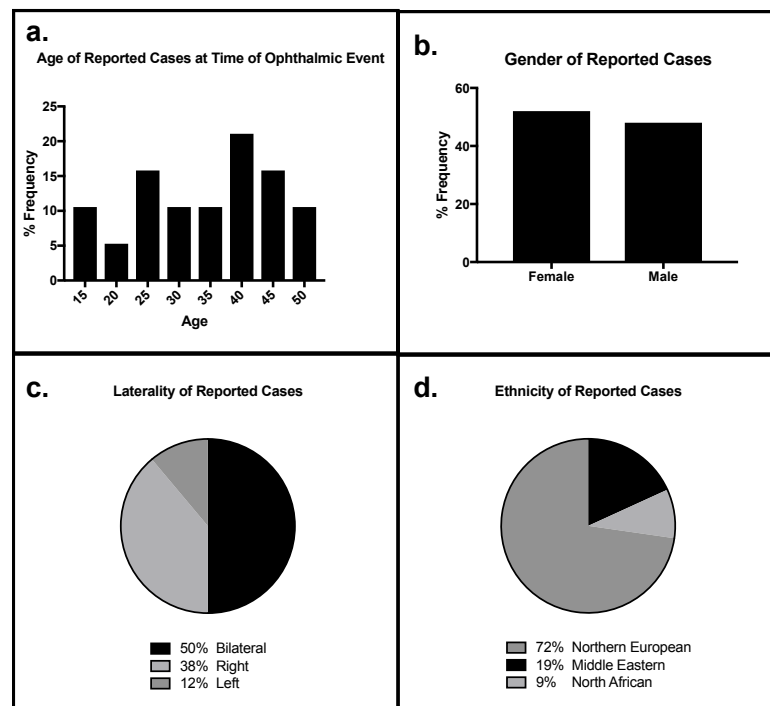 a.
Age of Reported Cases at Time of Ophthalmic Event
25
20
15
10
5
0
% Frequency
15
20
25
30
35
40
45
50
Age
b.
Gender of Reported Cases
60
40
20
0
% Frequency
Female
Male
c.
Laterality of Reported Cases
50% Bilateral
38% Right
12% Left
d.
Ethnicity of Reported Cases
72% Northern European
19% Middle Eastern
9% North African